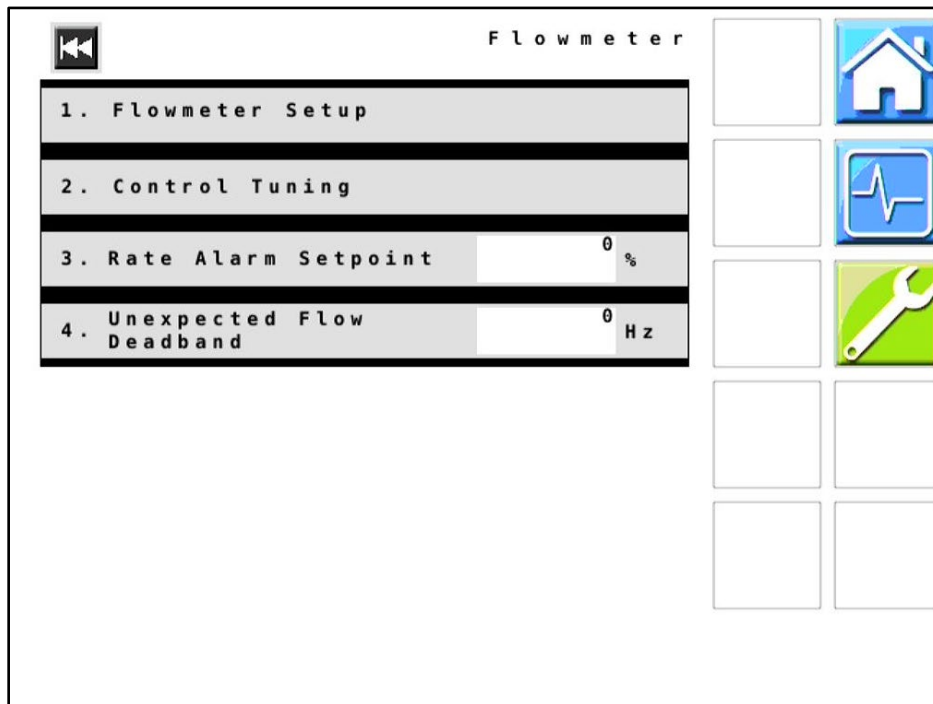 Flowmeter
1. Flowmeter Setup
2. Control Tuning
3. Rate Alarm Setpoint 0 %
4. Unexpected Flow Deadband 0 Hz